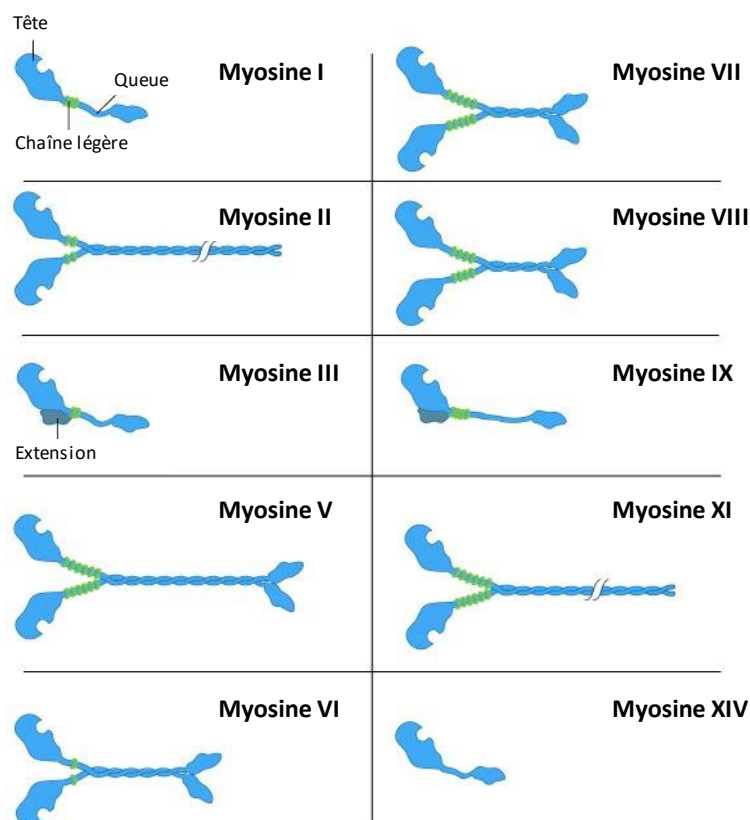 Tête
Myosine I
Queue
Chaîne légère
Myosine VII
Myosine II
Myosine VIII
Myosine III
Extension
Myosine IX
Myosine V
Myosine XI
Myosine VI
Myosine XIV